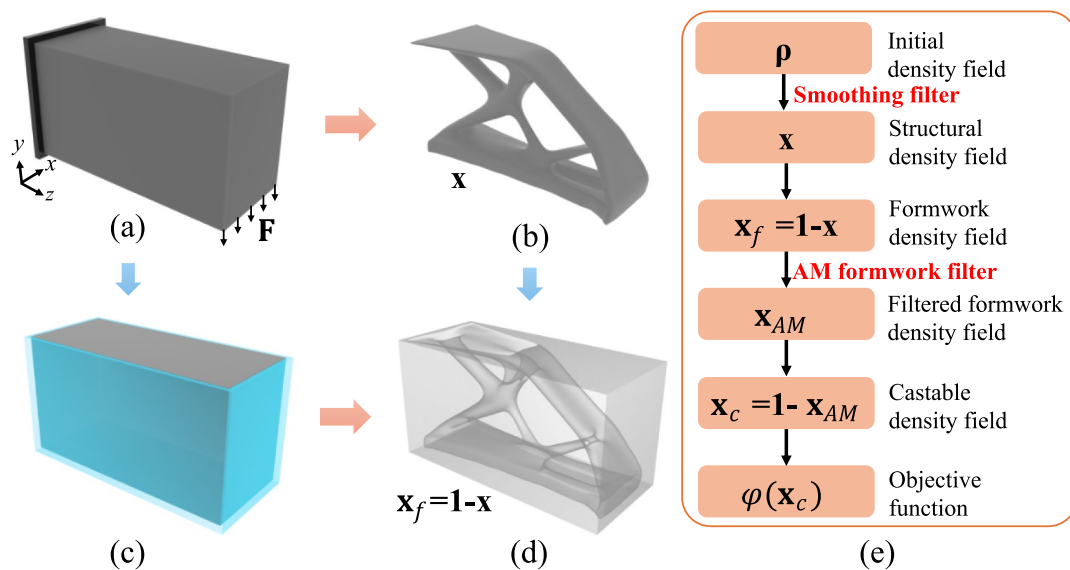 y
x
z
F
(a)
x
(b)
(c)
x_f=1-x
(d)
ρ
Initial
density field
Smoothing filter
x
Structural
density field
x_f =1-x
Formwork
density field
AM formwork filter
x_AM
Filtered formwork
density field
x_c =1- x_AM
Castable
density field
φ(x_c)
Objective
function
(e)